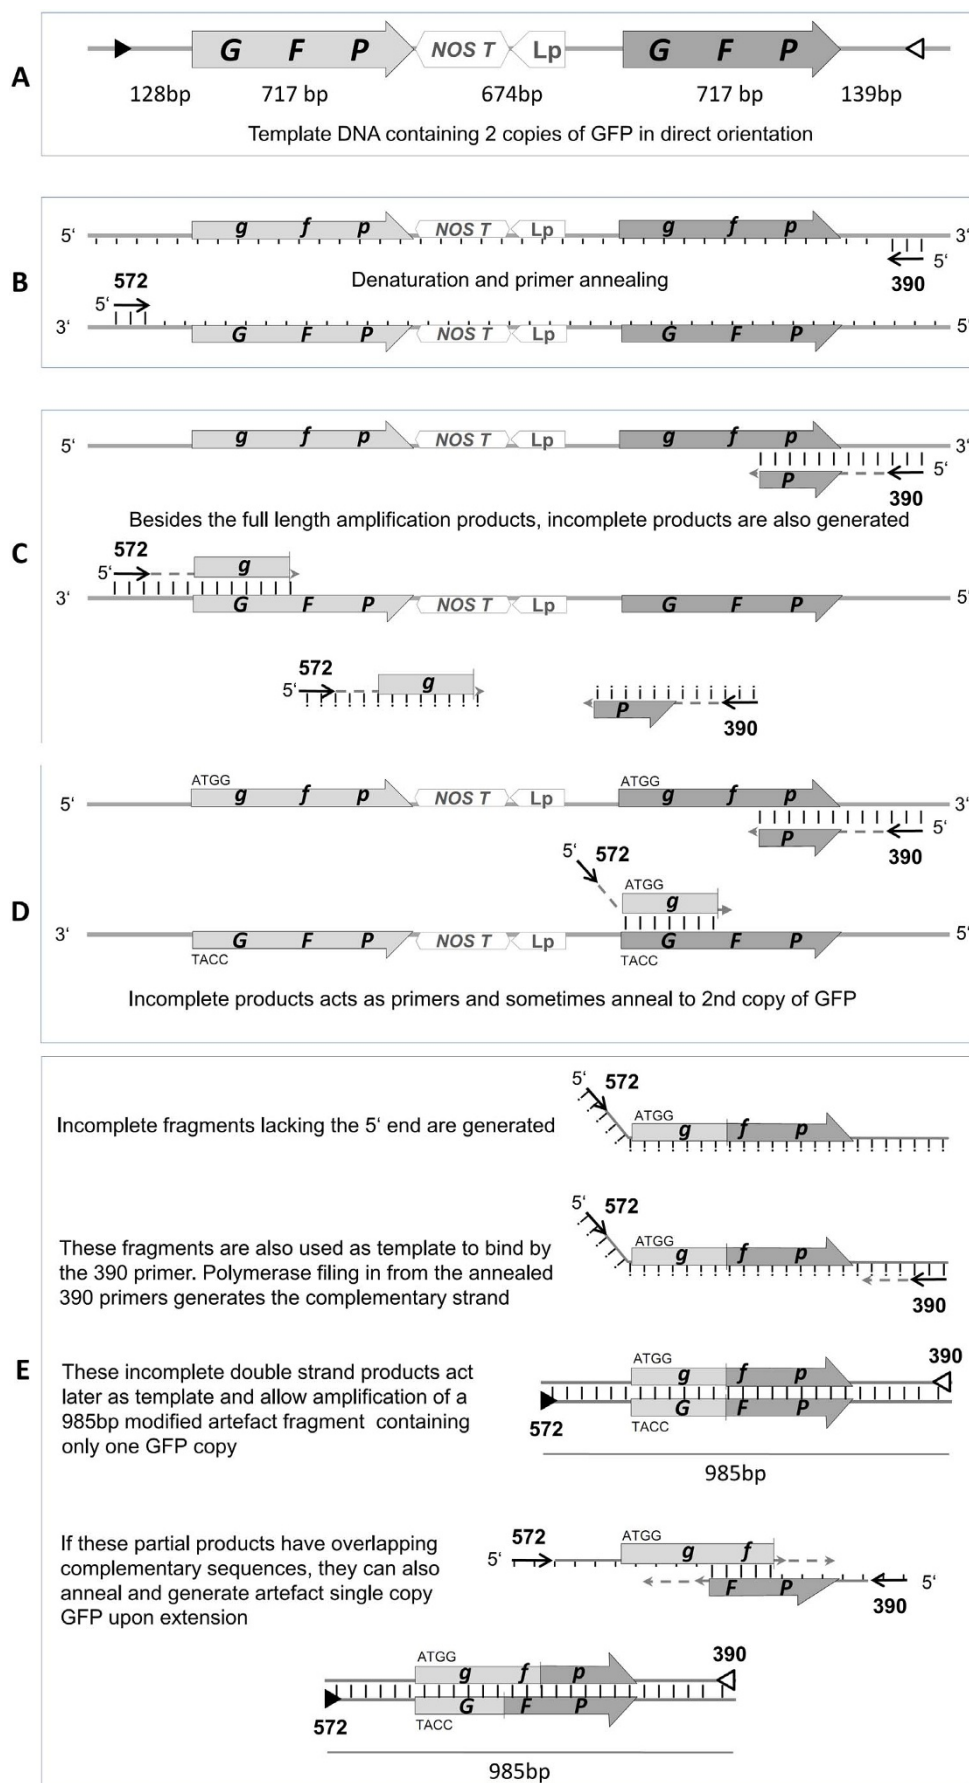 A
G F P NOS T Lp G F P
128bp 717 bp 674bp 717 bp 139bp
Template DNA containing 2 copies of GFP in direct orientation
B
5‘ g f p NOS T Lp g f p 3‘
5‘
390
Denaturation and primer annealing
572
5‘
3‘ G F P NOS T Lp G F P 5‘
C
5‘ g f p NOS T Lp g f p 3‘
P 5‘
390
Besides the full length amplification products, incomplete products are also generated
572
5‘ g
3‘ G F P NOS T Lp G F P 5‘
572
5‘ g
P
390
D
ATGG ATGG
5‘ g f p NOS T Lp g f p 3‘
P 5‘
390
5‘ 572
ATGG
g
3‘ G F P NOS T Lp G F P 5‘
TACC TACC
Incomplete products acts as primers and sometimes anneal to 2nd copy of GFP
E
Incomplete fragments lacking the 5‘ end are generated
5‘ 572
ATGG
g f p
These fragments are also used as template to bind by
the 390 primer. Polymerase filing in from the annealed
390 primers generates the complementary strand
5‘ 572
ATGG
g f p
390
These incomplete double strand products act
later as template and allow amplification of a
985bp modified artefact fragment containing
only one GFP copy
ATGG 390
g f p
G F P
572 TACC
985bp
If these partial products have overlapping
complementary sequences, they can also
anneal and generate artefact single copy
GFP upon extension
572 ATGG
5‘ g f
F P 5‘
390
ATGG 390
g f p
G F P
572 TACC
985bp